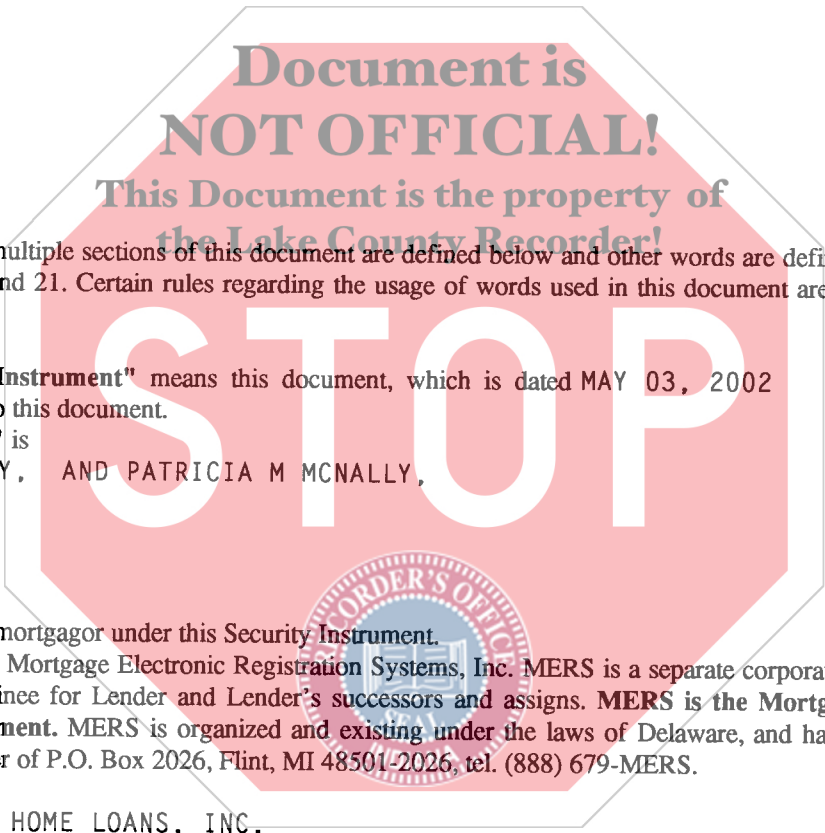 Document is
NOT OFFICIAL!
This Document is the property of
the Lake County Recorder!
multiple sections of this document are defined below and other words are defi
nd 21. Certain rules regarding the usage of words used in this document are
Instrument" means this document, which is dated MAY 03, 2002
this document.
" is
Y, AND PATRICIA M MCNALLY,
STOP
RECORDER'S OFFICE
SEAL
INDIANA
mortgagor under this Security Instrument.
Mortgage Electronic Registration Systems, Inc. MERS is a separate corporat
inee for Lender and Lender's successors and assigns. MERS is the Mortg
ment. MERS is organized and existing under the laws of Delaware, and ha
r of P.O. Box 2026, Flint, MI 48501-2026, tel. (888) 679-MERS.
HOME LOANS, INC.